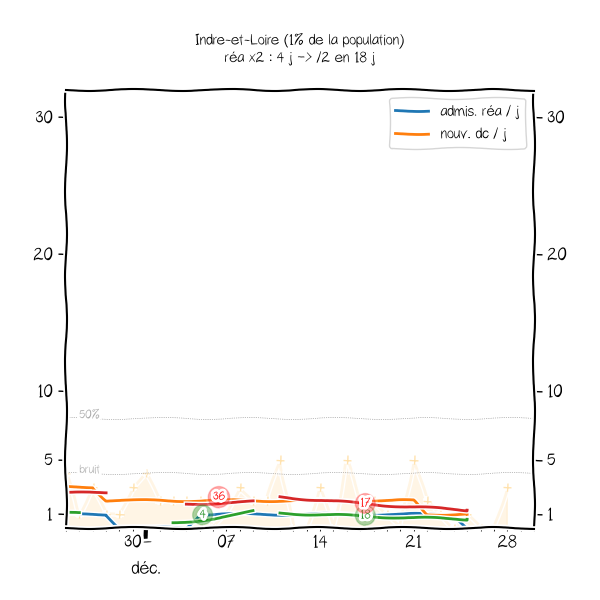 Indre-et-Loire (1% de la population)
réa x2 : 4 j -> /2 en 18 j
admis. réa / j
nouv. dc / j
30 30
20 20
10 10
50%
5 5
bruit
36
17
4
18
1 1
30 07 14 21 28
déc.